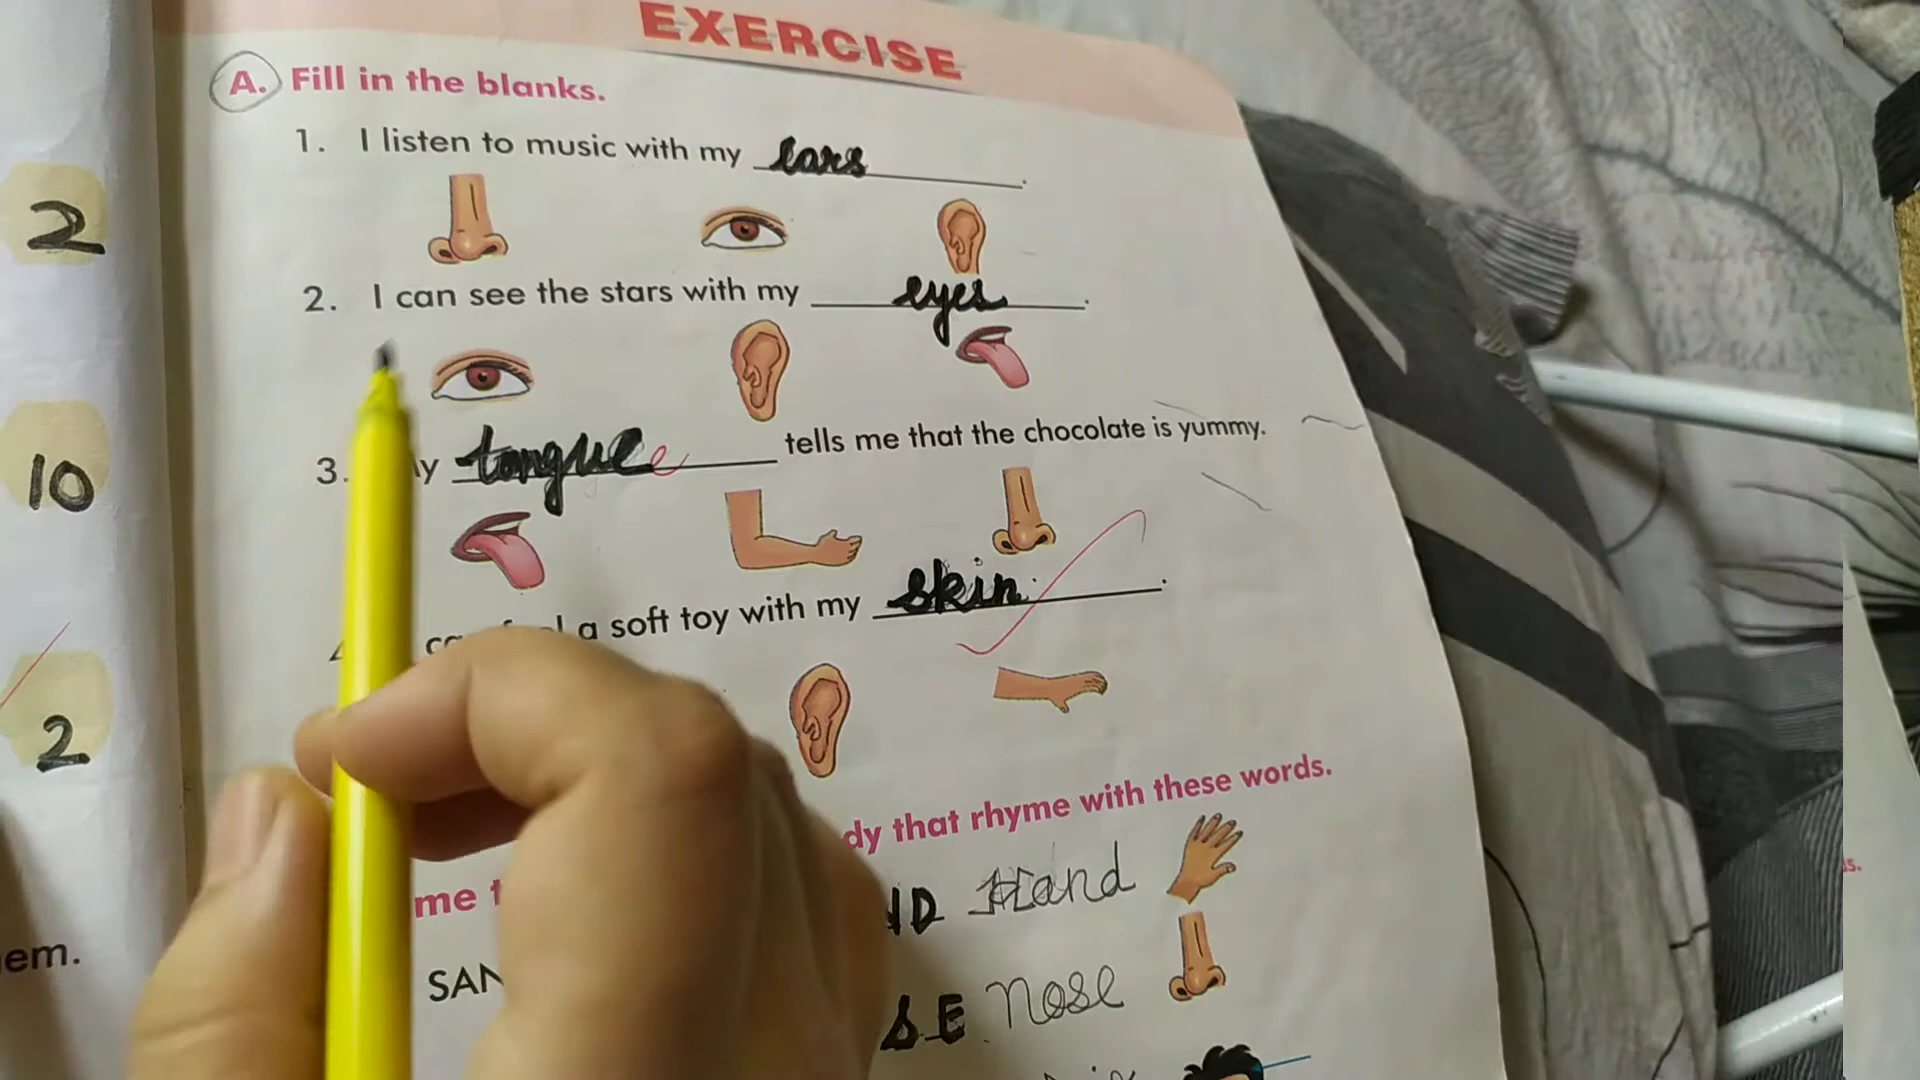 EXERCISE
A. Fill in the blanks.
1. I listen to music with my ears.
2
2. I can see the stars with my eyes.
3. tongue tells me that the chocolate is yummy.
10
a soft toy with my skin.
2
that rhyme with these words.
me
Hand
em.
SAN
SE Nose